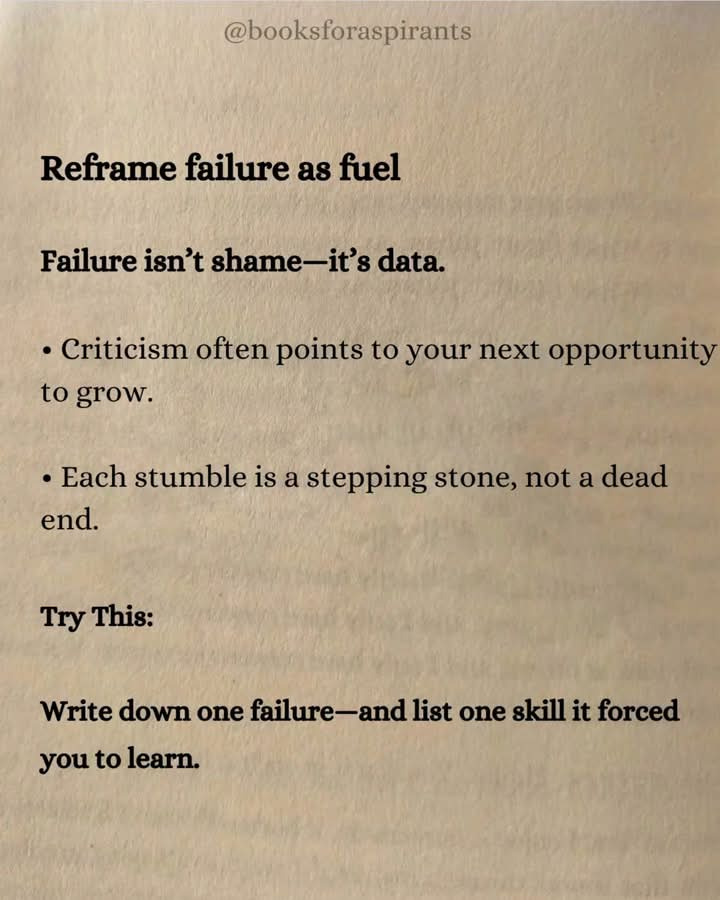 @booksforaspirants
Reframe failure as fuel
Failure isn’t shame—it’s data.
• Criticism often points to your next opportunity
to grow.
• Each stumble is a stepping stone, not a dead
end.
Try This:
Write down one failure—and list one skill it forced
you to learn.